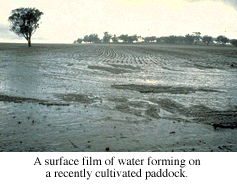 A surface film of water forming on
a recently cultivated paddock.